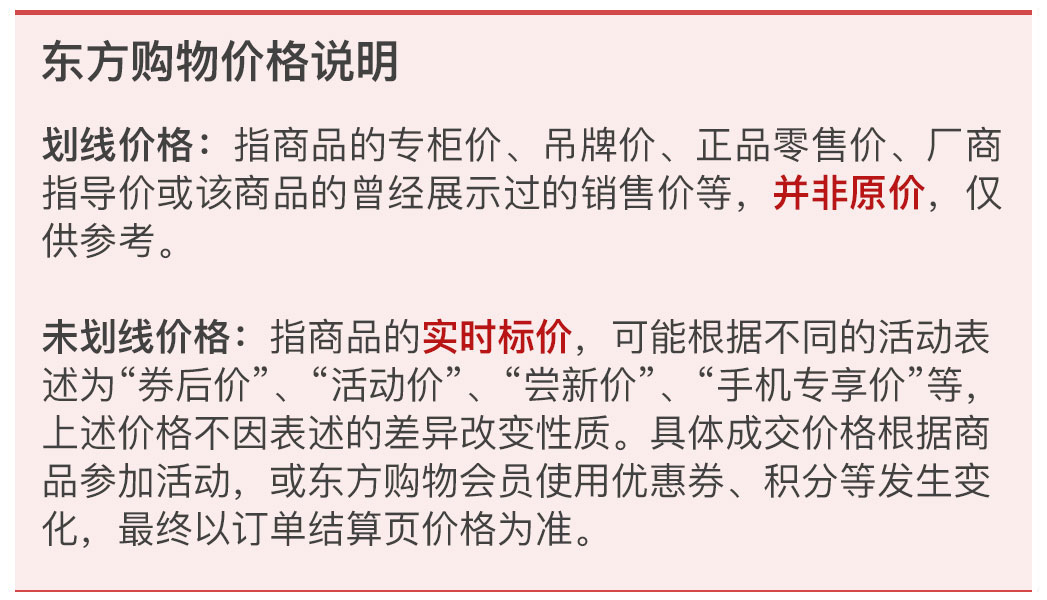 东方购物价格说明
划线价格：指商品的专柜价、吊牌价、正品零售价、厂商
指导价或该商品的曾经展示过的销售价等，并非原价，仅
供参考。
未划线价格：指商品的实时标价，可能根据不同的活动表
述为“券后价”、“活动价”、“尝新价”、“手机专享价”等，
上述价格不因表述的差异改变性质。具体成交价格根据商
品参加活动，或东方购物会员使用优惠券、积分等发生变
化，最终以订单结算页价格为准。